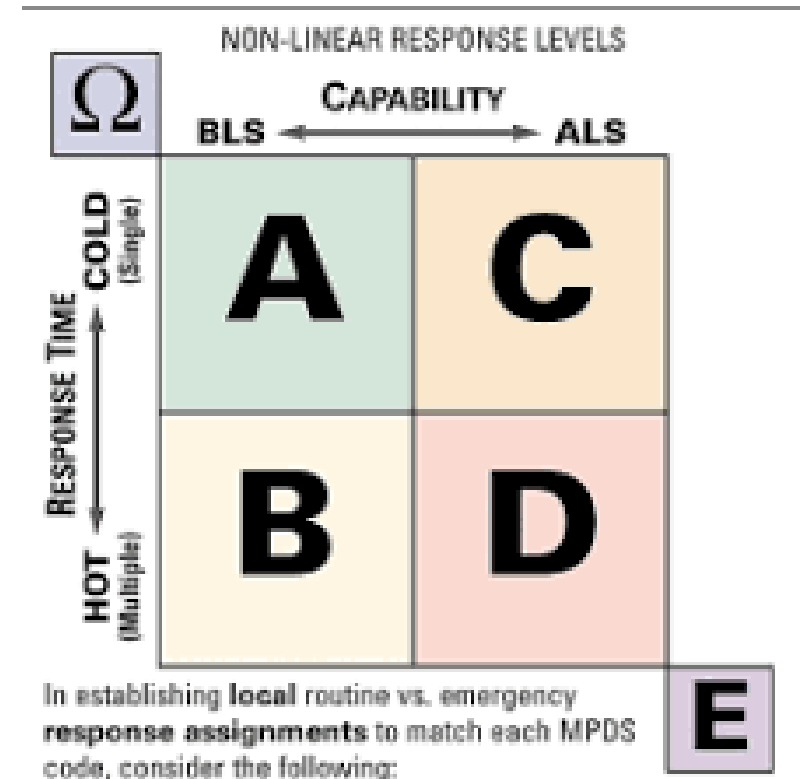 NON-LINEAR RESPONSE LEVELS
Ω
CAPABILITY
BLS ALS
RESPONSE TIME
COLD
(Single)
HOT
(Multiple)
A C
B D
E
In establishing local routine vs. emergency
response assignments to match each MPDS
code, consider the following: